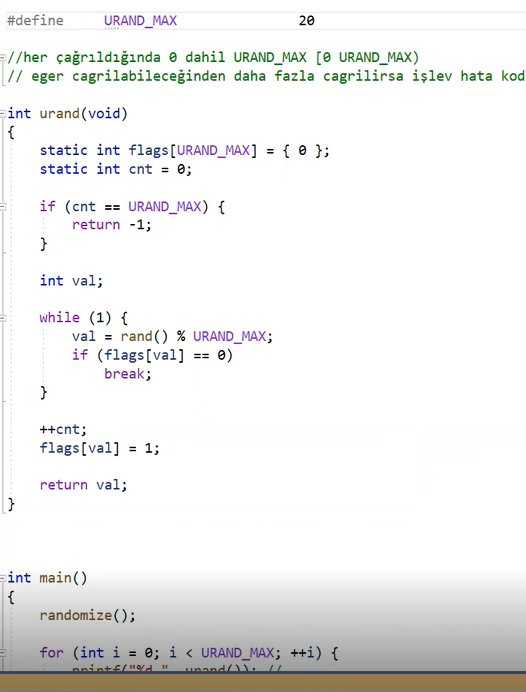 #define     URAND_MAX               20
//her çağrıldığında 0 dahil URAND_MAX [0 URAND_MAX)
// eger cagrilabileceğinden daha fazla cagrilirsa işlev hata kod
int urand(void)
{
    static int flags[URAND_MAX] = { 0 };
    static int cnt = 0;
    if (cnt == URAND_MAX) {
        return -1;
    }
    int val;
    while (1) {
        val = rand() % URAND_MAX;
        if (flags[val] == 0)
            break;
    }
    ++cnt;
    flags[val] = 1;
    return val;
}
int main()
{
    randomize();
    for (int i = 0; i < URAND_MAX; ++i) {
        printf("%d ", urand()); //